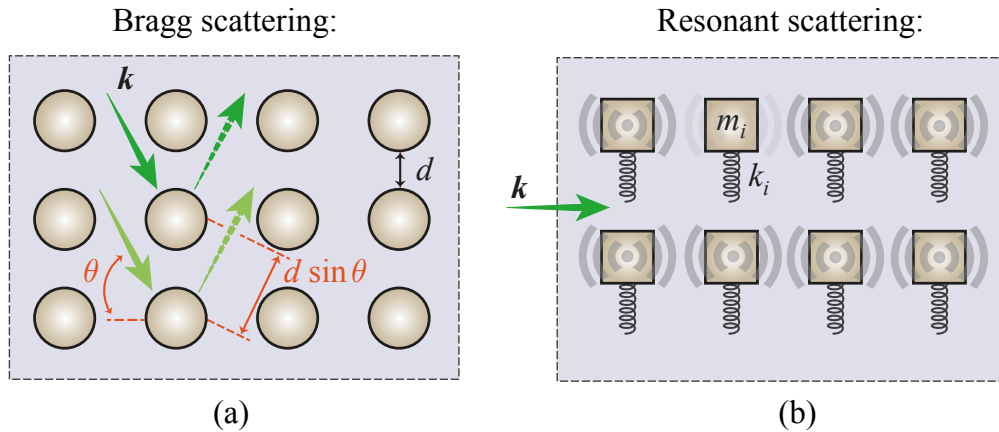 Bragg scattering:
k
d
θ
d sin θ
(a)
Resonant scattering:
m_i
k_i
k
(b)